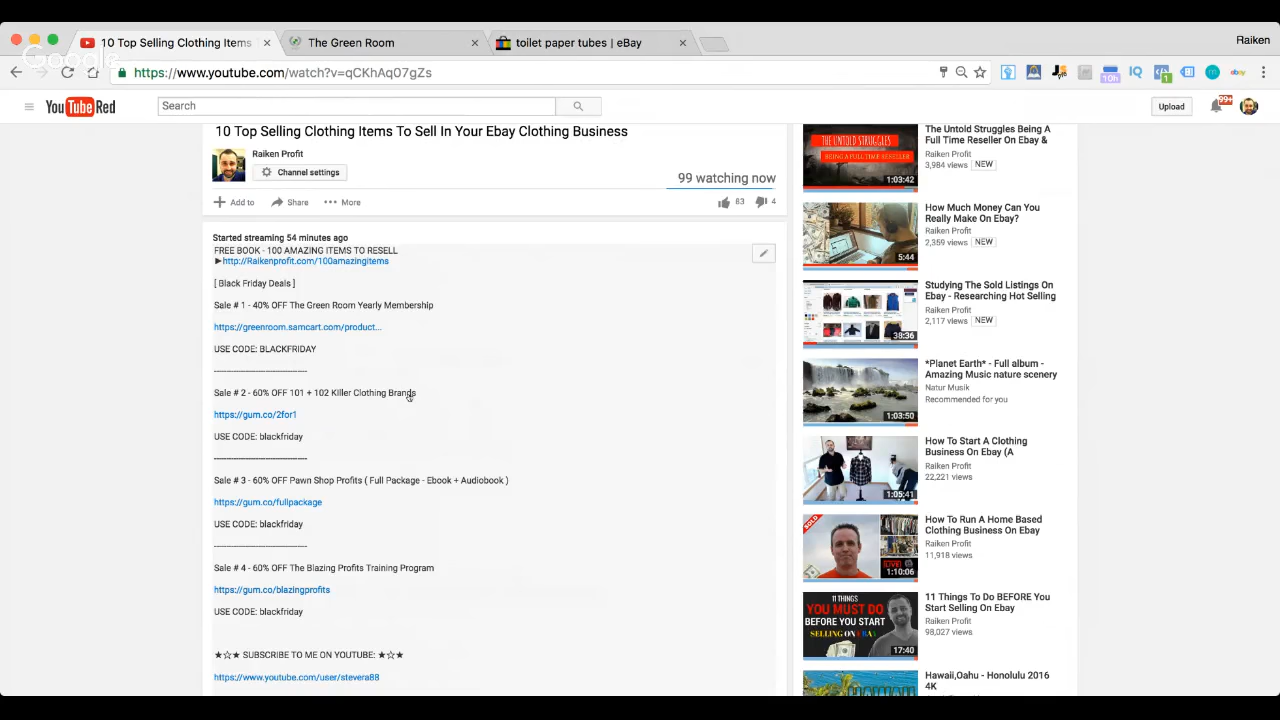 10 Top Selling Clothing Items
The Green Room
toilet paper tubes | eBay
Raiken
Google
https://www.youtube.com/watch?v=qCKhAq07gZs
10h
IQ
1
ebay
YouTube Red
Search
Upload
99+
10 Top Selling Clothing Items To Sell In Your Ebay Clothing Business
Raiken Profit
Channel settings
99 watching now
Add to
Share
More
83
4
Started streaming 54 minutes ago
FREE BOOK - 100 AMAZING ITEMS TO RESELL
►http://Raikenprofit.com/100amazingitems
[ Black Friday Deals ]
Sale # 1 - 40% OFF The Green Room Yearly Membership
https://greenroom.samcart.com/product...
USE CODE: BLACKFRIDAY
--------------------------------
Sale # 2 - 60% OFF 101 + 102 Killer Clothing Brands
https://gum.co/2for1
USE CODE: blackfriday
--------------------------------
Sale # 3 - 60% OFF Pawn Shop Profits ( Full Package - Ebook + Audiobook )
https://gum.co/fullpackage
USE CODE: blackfriday
--------------------------------
Sale # 4 - 60% OFF The Blazing Profits Training Program
https://gum.co/blazingprofits
USE CODE: blackfriday
★☆★ SUBSCRIBE TO ME ON YOUTUBE: ★☆★
https://www.youtube.com/user/stevera88
THE UNTOLD STRUGGLES
BEING A FULL TIME RESELLER
1:03:42
The Untold Struggles Being A
Full Time Reseller On Ebay &
Raiken Profit
3,984 views NEW
5:44
How Much Money Can You
Really Make On Ebay?
Raiken Profit
2,359 views NEW
38:36
Studying The Sold Listings On
Ebay - Researching Hot Selling
Raiken Profit
2,117 views NEW
1:03:50
*Planet Earth* - Full album -
Amazing Music nature scenery
Natur Musik
Recommended for you
1:05:41
How To Start A Clothing
Business On Ebay (A
Raiken Profit
22,221 views
SOLD
1:10:06
How To Run A Home Based
Clothing Business On Ebay
Raiken Profit
11,918 views
11 THINGS
YOU MUST DO
BEFORE YOU START
SELLING ON EBAY
17:40
11 Things To Do BEFORE You
Start Selling On Ebay
Raiken Profit
98,027 views
Hawaii,Oahu - Honolulu 2016
4K